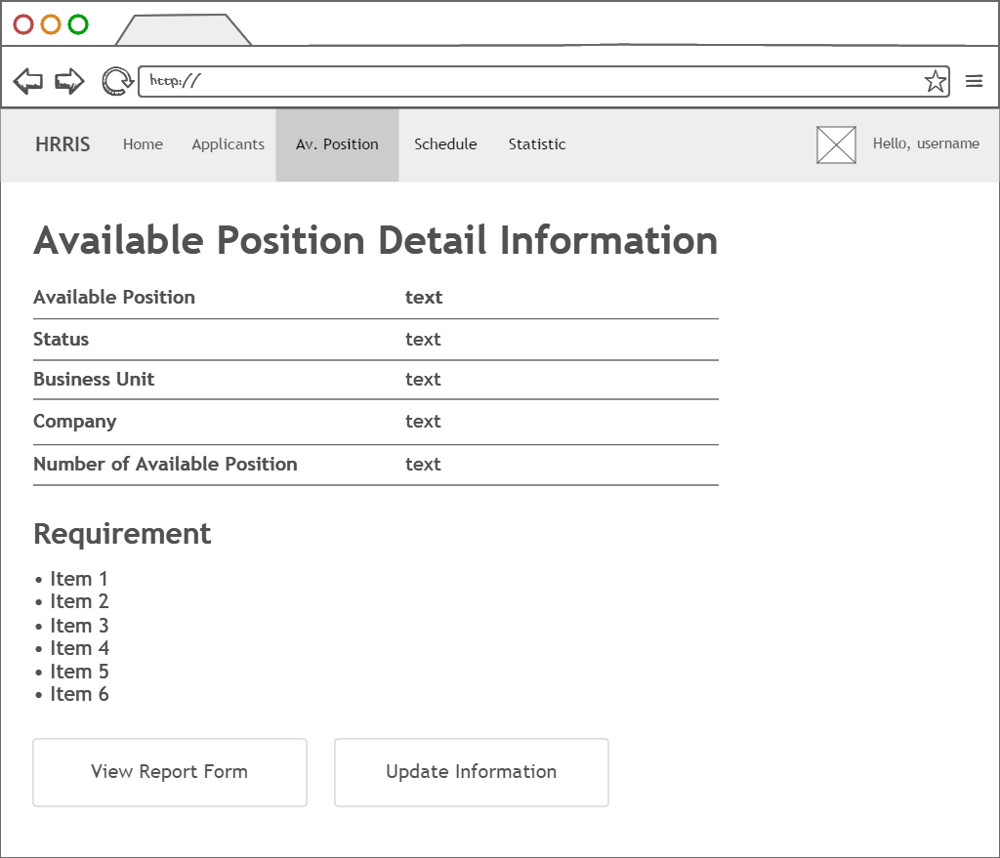 http://
HRRIS Home Applicants Av. Position Schedule Statistic Hello, username
Available Position Detail Information
Available Position text
Status text
Business Unit text
Company text
Number of Available Position text
Requirement
• Item 1
• Item 2
• Item 3
• Item 4
• Item 5
• Item 6
View Report Form Update Information